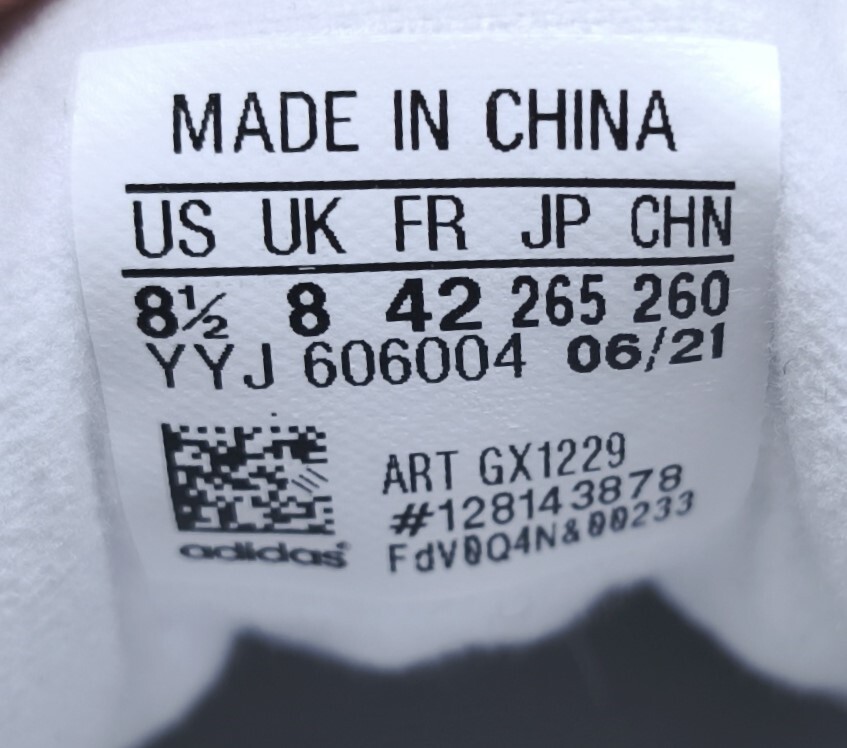 MADE IN CHINA
US UK FR JP CHN
8½ 8 42 265 260
YYJ 606004 06/21
ART GX1229
#128143878
FdV0Q4N&00233
adidas